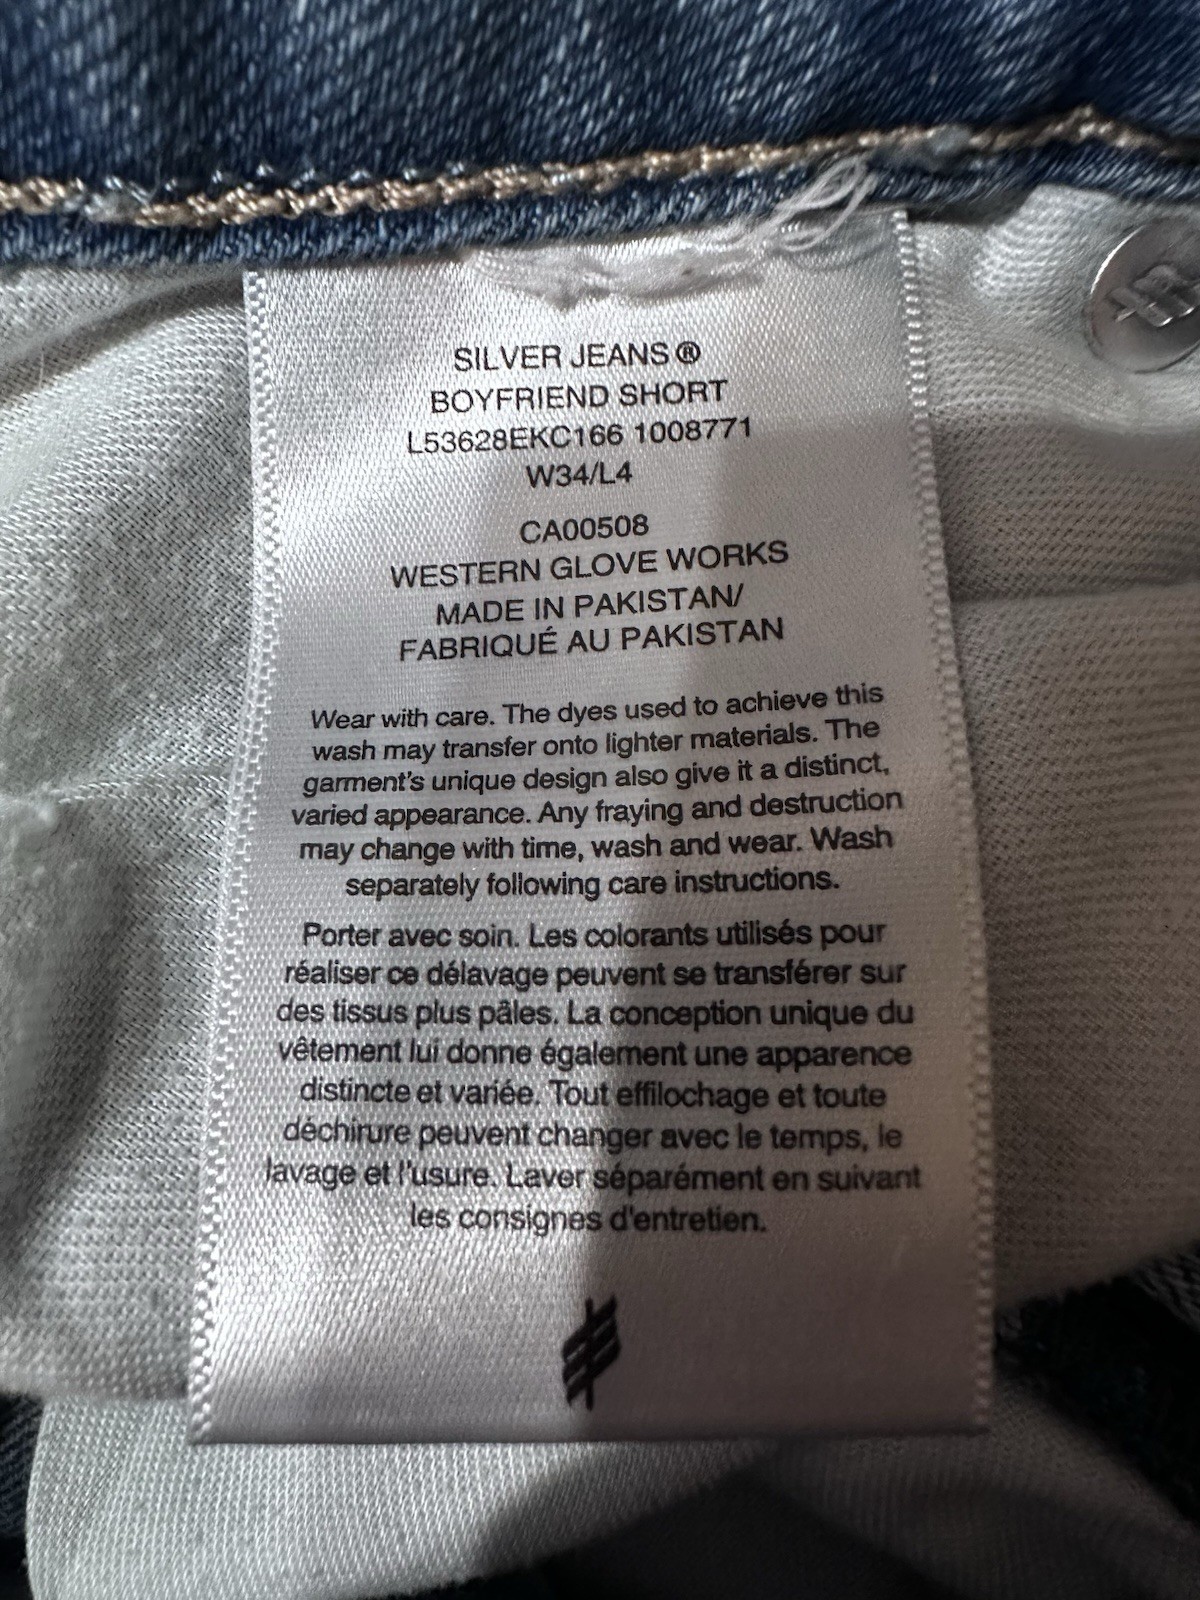 SILVER JEANS®
BOYFRIEND SHORT
L53628EKC166 1008771
W34/L4
CA00508
WESTERN GLOVE WORKS
MADE IN PAKISTAN/
FABRIQUÉ AU PAKISTAN
Wear with care. The dyes used to achieve this
wash may transfer onto lighter materials. The
garment's unique design also give it a distinct,
varied appearance. Any fraying and destruction
may change with time, wash and wear. Wash
separately following care instructions.
Porter avec soin. Les colorants utilisés pour
réaliser ce délavage peuvent se transférer sur
des tissus plus pâles. La conception unique du
vêtement lui donne également une apparence
distincte et variée. Tout effilochage et toute
déchirure peuvent changer avec le temps, le
lavage et l'usure. Laver séparément en suivant
les consignes d'entretien.